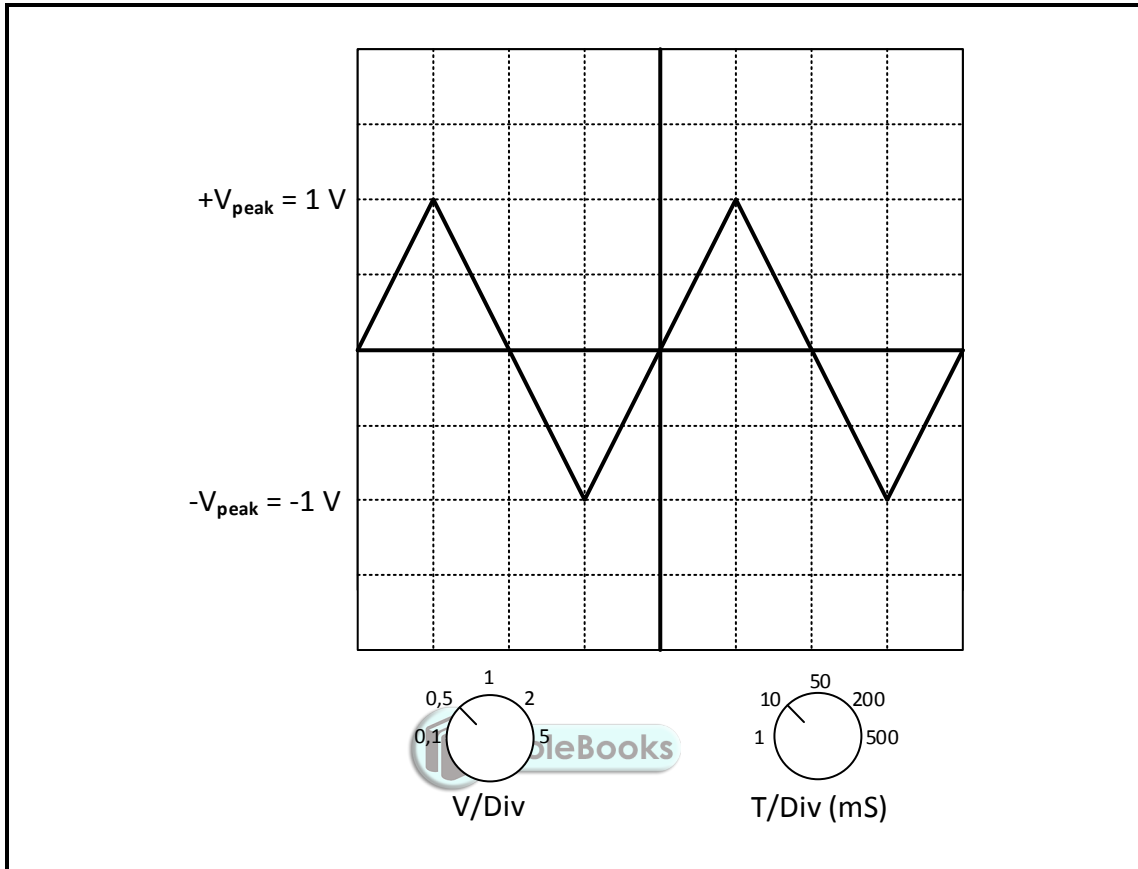 +Vpeak = 1 V
-Vpeak = -1 V
1
0,5 2
0,1 5
V/Div
50
10 200
1 500
T/Div (mS)
leBooks